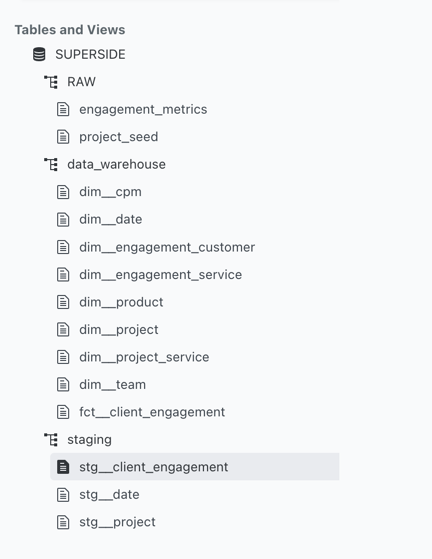 Tables and Views
SUPERSIDE
RAW
engagement_metrics
project_seed
data_warehouse
dim__cpm
dim__date
dim__engagement_customer
dim__engagement_service
dim__product
dim__project
dim__project_service
dim__team
fct__client_engagement
staging
stg__client_engagement
stg__date
stg__project